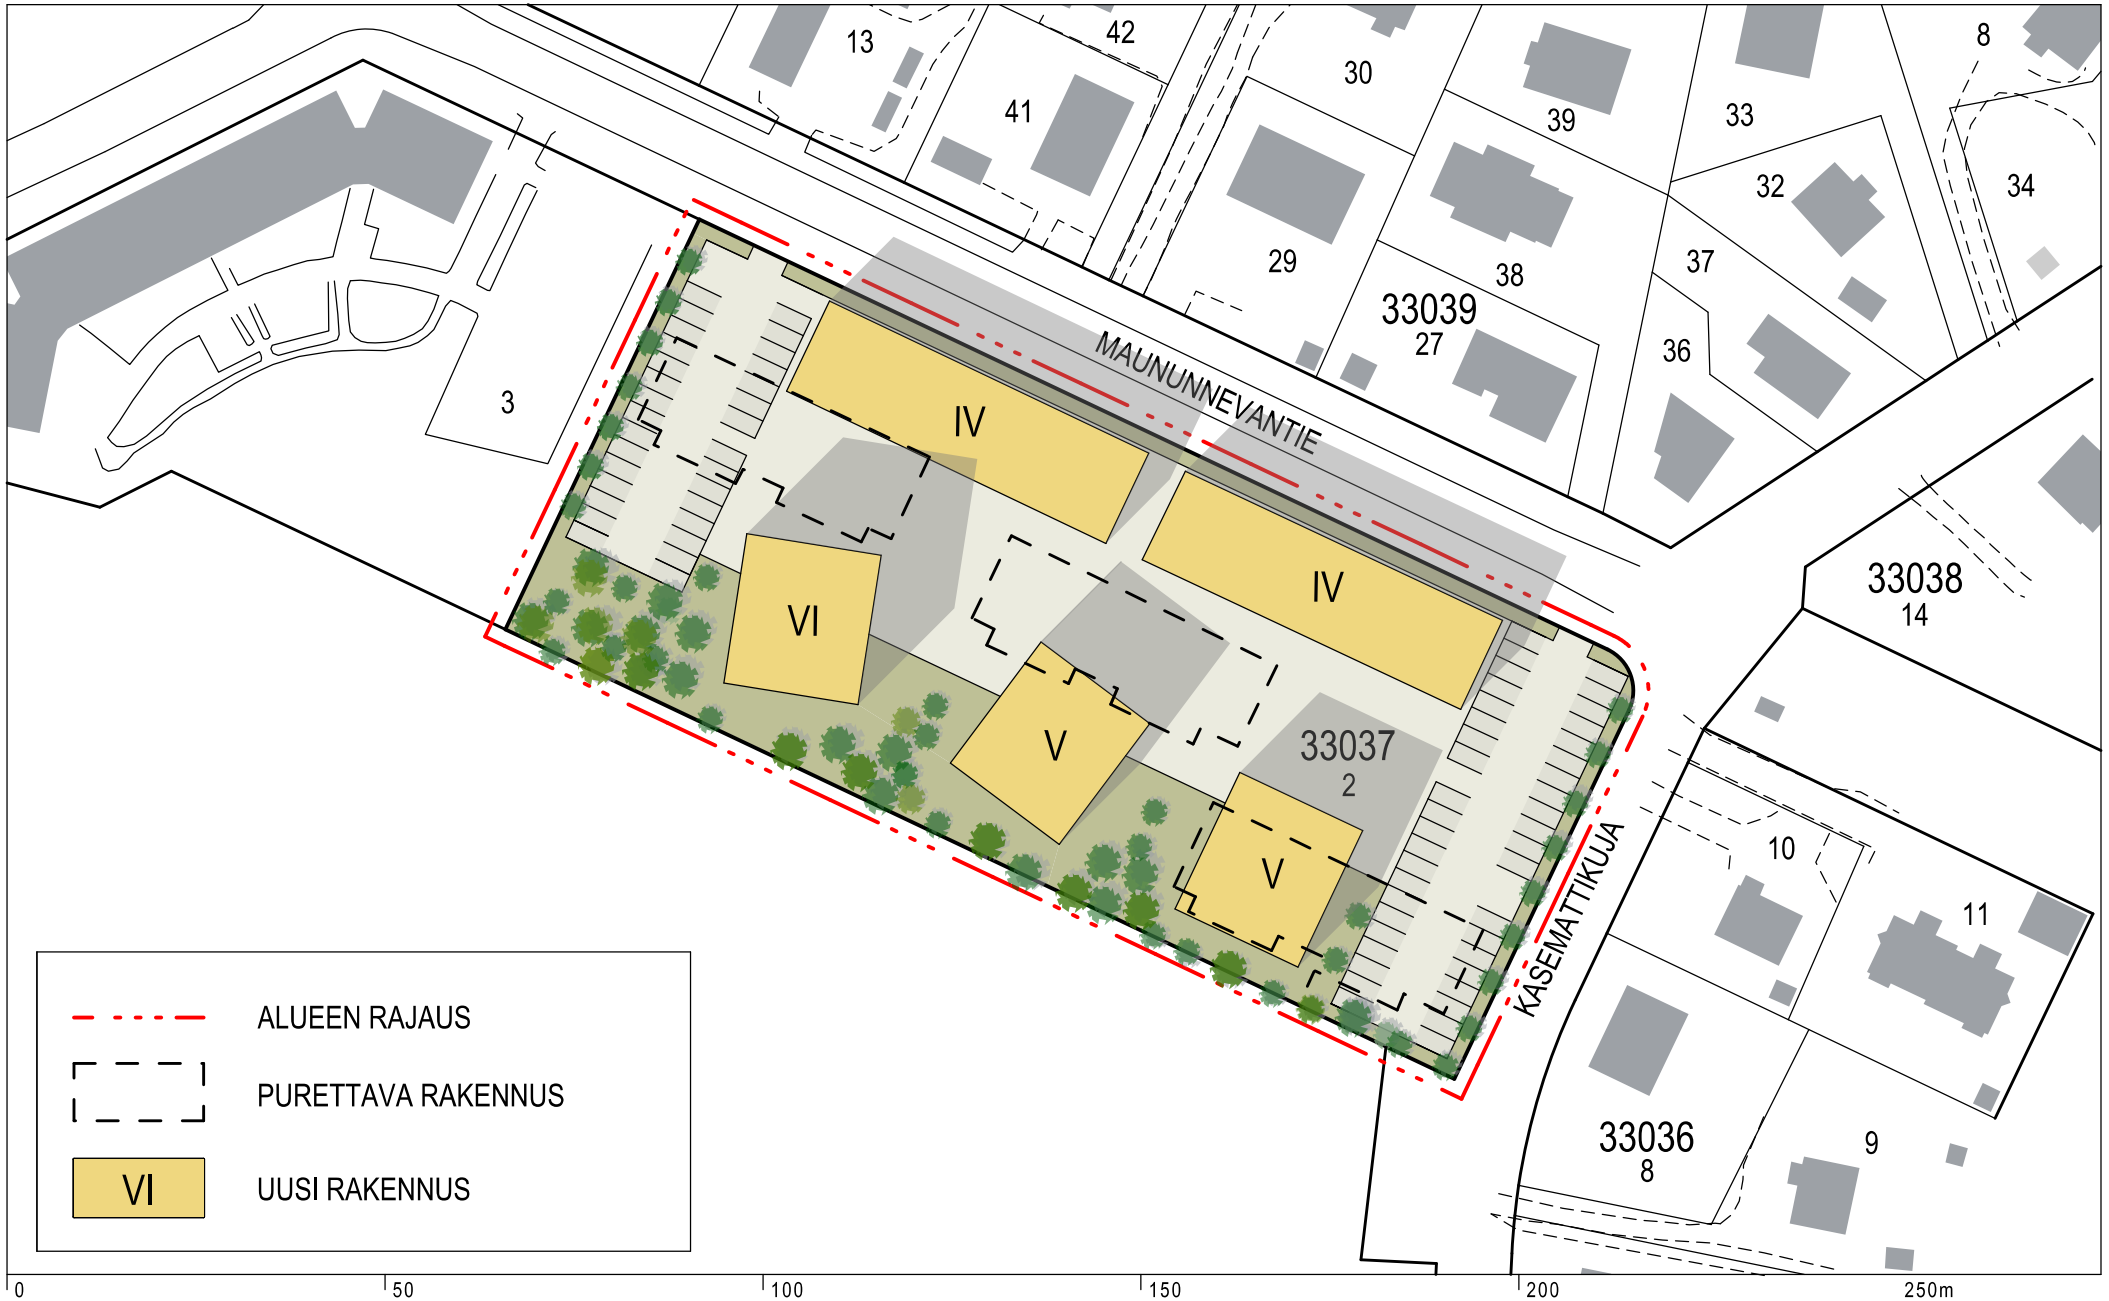 13
42
41
30
39
33
8
32
34
29
38
37
33039
27
36
MAUNUNNEVANTIE
3
IV
IV
VI
V
V
33037
2
33038
14
KASEMATTIKUJA
10
11
33036
8
9
ALUEEN RAJAUS
PURETTAVA RAKENNUS
VI
UUSI RAKENNUS
0
50
100
150
200
250m